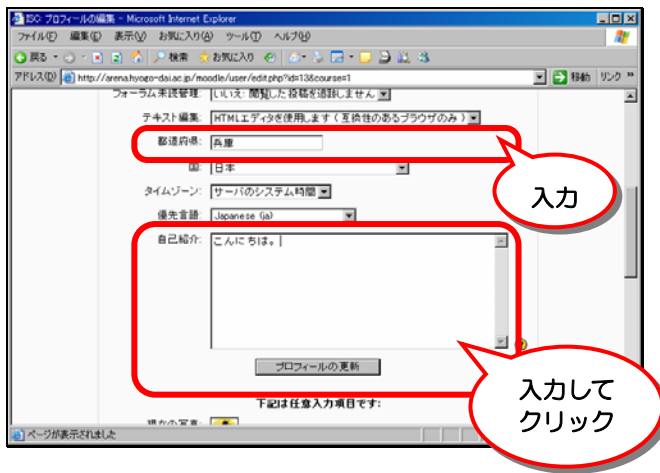 ISO プロフィールの編集 - Microsoft Internet Explorer
ファイル(F) 編集(E) 表示(V) お気に入り(A) ツール(T) ヘルプ(H)
戻る 検索 お気に入り
アドレス(D) http://arena.hyogo-dai.ac.jp/moodle/user/edit.php?id=13&course=1 移動 リンク »
フォーラム未読管理: いいえ: 閲覧した投稿を追跡しません
テキスト編集: HTMLエディタを使用します ( 互換性のあるブラウザのみ )
都道府県: 兵庫
国: 日本
入力
タイムゾーン: サーバのシステム時間
優先言語: Japanese (ja)
自己紹介: こんにちは。
プロフィールの更新
入力して
クリック
下記は任意入力項目です:
現在の写真:
ページが表示されました